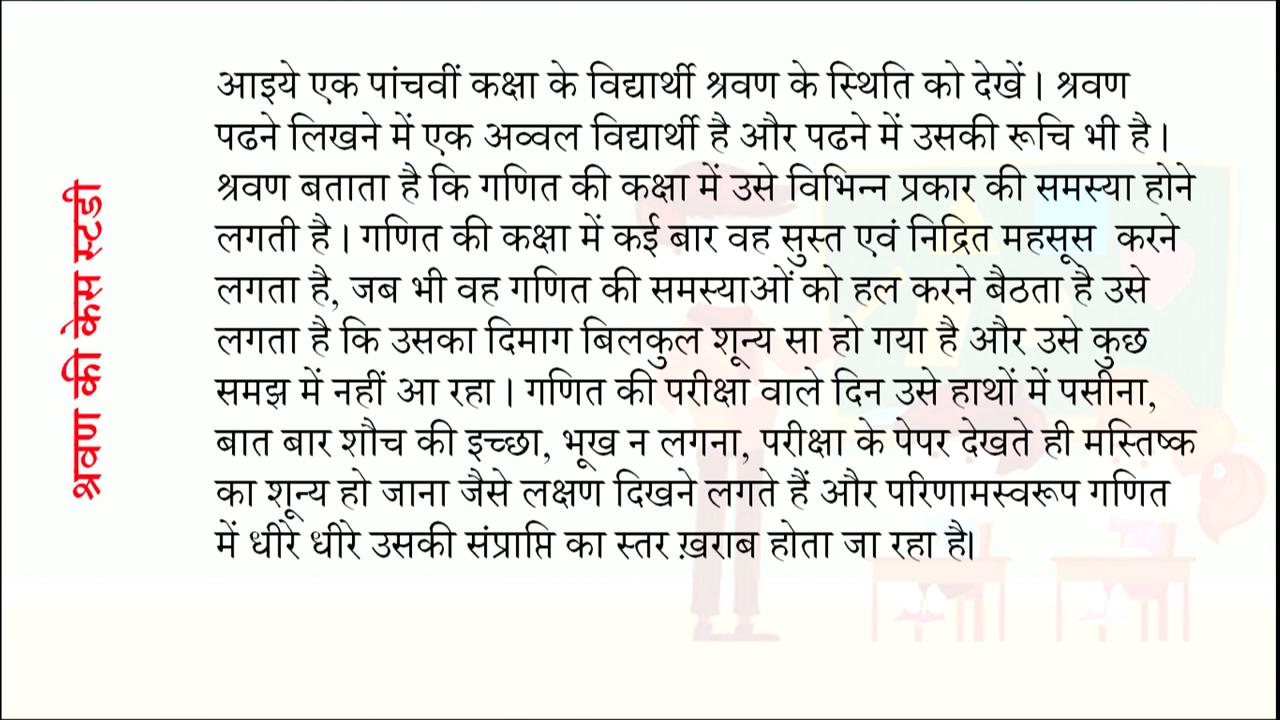 श्रवण की केस स्टडी
आइये एक पांचवीं कक्षा के विद्यार्थी श्रवण के स्थिति को देखें। श्रवण
पढने लिखने में एक अव्वल विद्यार्थी है और पढने में उसकी रूचि भी है।
श्रवण बताता है कि गणित की कक्षा में उसे विभिन्न प्रकार की समस्या होने
लगती है। गणित की कक्षा में कई बार वह सुस्त एवं निद्रित महसूस करने
लगता है, जब भी वह गणित की समस्याओं को हल करने बैठता है उसे
लगता है कि उसका दिमाग बिलकुल शून्य सा हो गया है और उसे कुछ
समझ में नहीं आ रहा। गणित की परीक्षा वाले दिन उसे हाथों में पसीना,
बात बार शौच की इच्छा, भूख न लगना, परीक्षा के पेपर देखते ही मस्तिष्क
का शून्य हो जाना जैसे लक्षण दिखने लगते हैं और परिणामस्वरूप गणित
में धीरे धीरे उसकी संप्राप्ति का स्तर ख़राब होता जा रहा है।